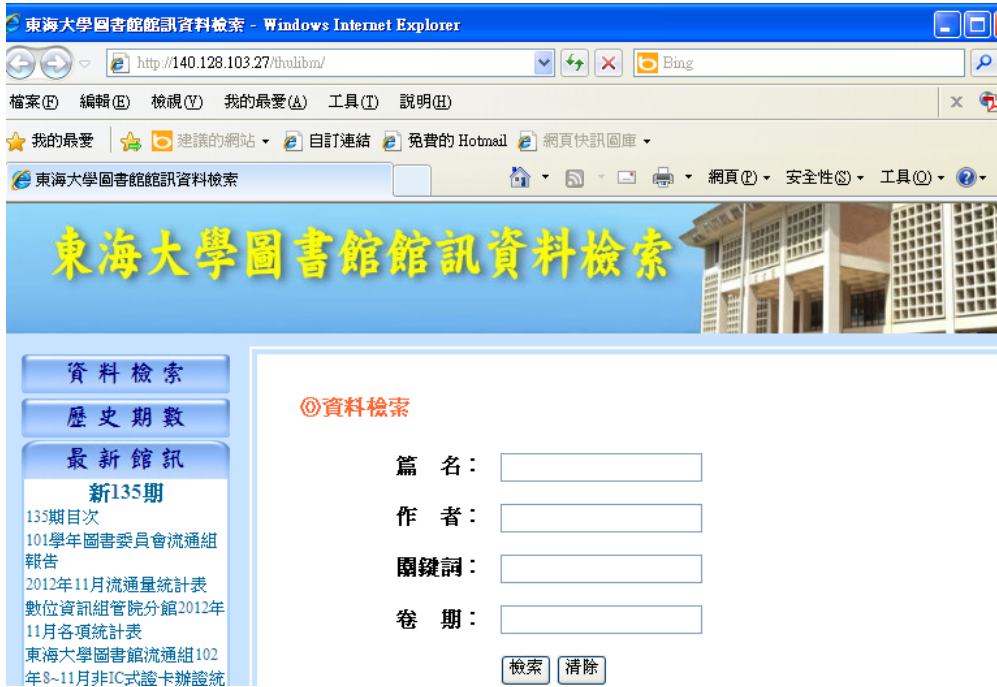 東海大學圖書館館訊資料檢索 - Windows Internet Explorer
http://140.128.103.27/thulibm/
Bing
檔案(F) 編輯(E) 檢視(V) 我的最愛(A) 工具(T) 說明(H)
我的最愛 建議的網站 自訂連結 免費的 Hotmail 網頁快訊圖庫
東海大學圖書館館訊資料檢索 網頁(P) 安全性(S) 工具(O)
東海大學圖書館館訊資料檢索
資料檢索
歷史期數
最新館訊
新135期
135期目次
101學年圖書委員會流通組
報告
2012年11月流通量統計表
數位資訊組管院分館2012年
11月各項統計表
東海大學圖書館流通組102
年8~11月非IC式證卡辦證統
◎資料檢索
篇 名：
作 者：
關鍵詞：
卷 期：
檢索 清除